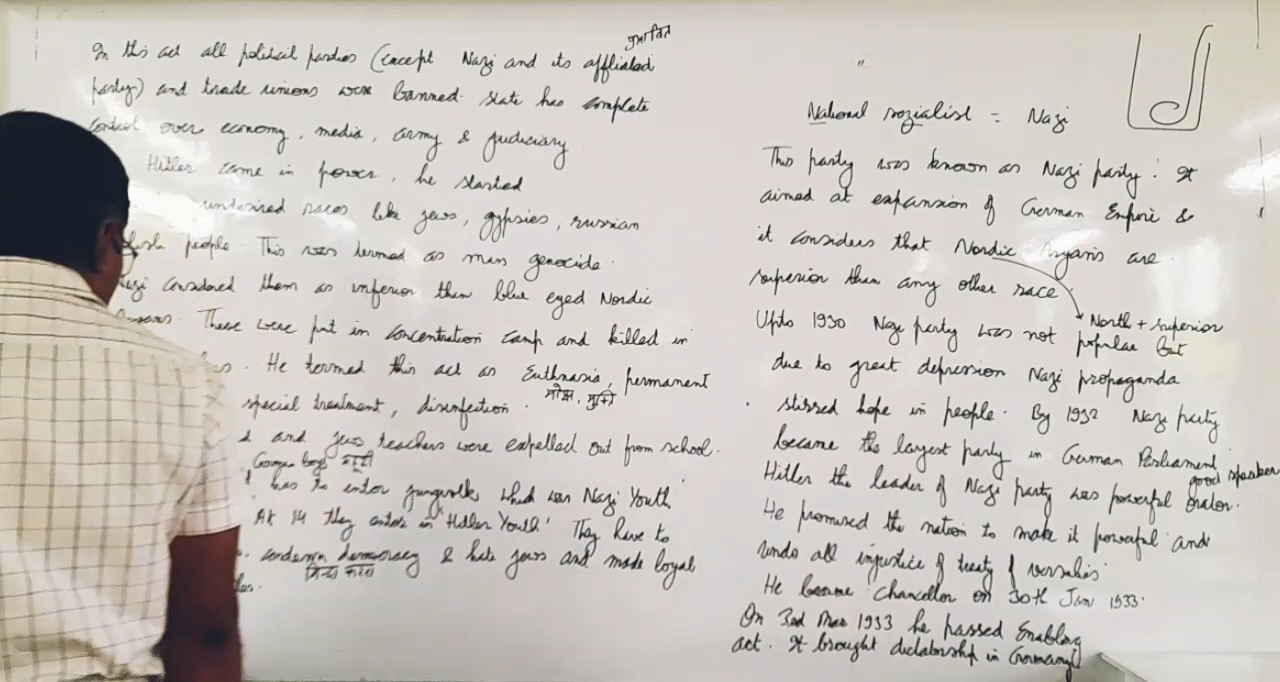 In this act all political parties (except Nazi and its affliated
party) and trade unions were banned. state has complete
control over economy, media, army & judiciary
Hitler came in power, he started
undesired races like jews, gypsies, russian
people. This was termed as mass genocide.
considered them as inferior then blue eyed Nordic
These were put in concentration camp and killed in
He termed this act as Euthnasia, permanent
मोक्ष, मुक्ति
special treatment, disinfection.
and jews teachers were expelled out from school.
German boys
has to enter jungvolk which was Nazi Youth
At 14 they enter in 'Hitler Youth'. They have to
condemn democracy & hate jews and made loyal
निन्दा करना
"
National sozialist = Nazi
This party was known as Nazi party. It
aimed at expansion of German Empire &
it considers that Nordic Aryans are
superior than any other race.
North + superior
Upto 1930 Nazi party was not popular but
due to great depression Nazi propaganda
stirred hope in people. By 1932 Nazi party
became the largest party in German Parliament
good speaker
Hitler the leader of Nazi party was powerful orator.
He promised the nation to make it powerful and
undo all injustice of treaty of versailis
He became Chancellor on 30th Jan 1933.
On 3rd Mar 1933 he passed Enabling
act. It brought dictatorship in Germany